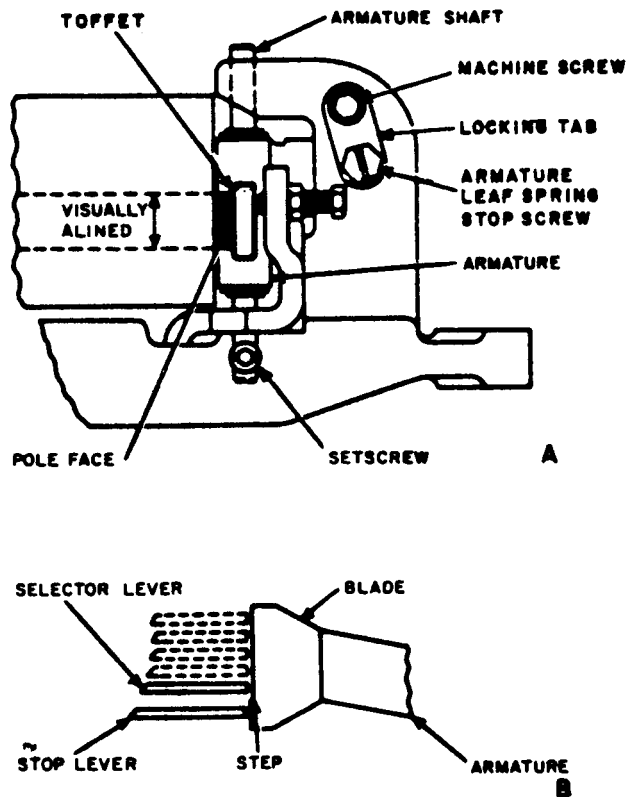 TOFFET
ARMATURE SHAFT
MACHINE SCREW
LOCKING TAB
ARMATURE
LEAF SPRING
STOP SCREW
VISUALLY
ALINED
ARMATURE
POLE FACE
SETSCREW
A
SELECTOR LEVER
BLADE
STOP LEVER
STEP
ARMATURE
B